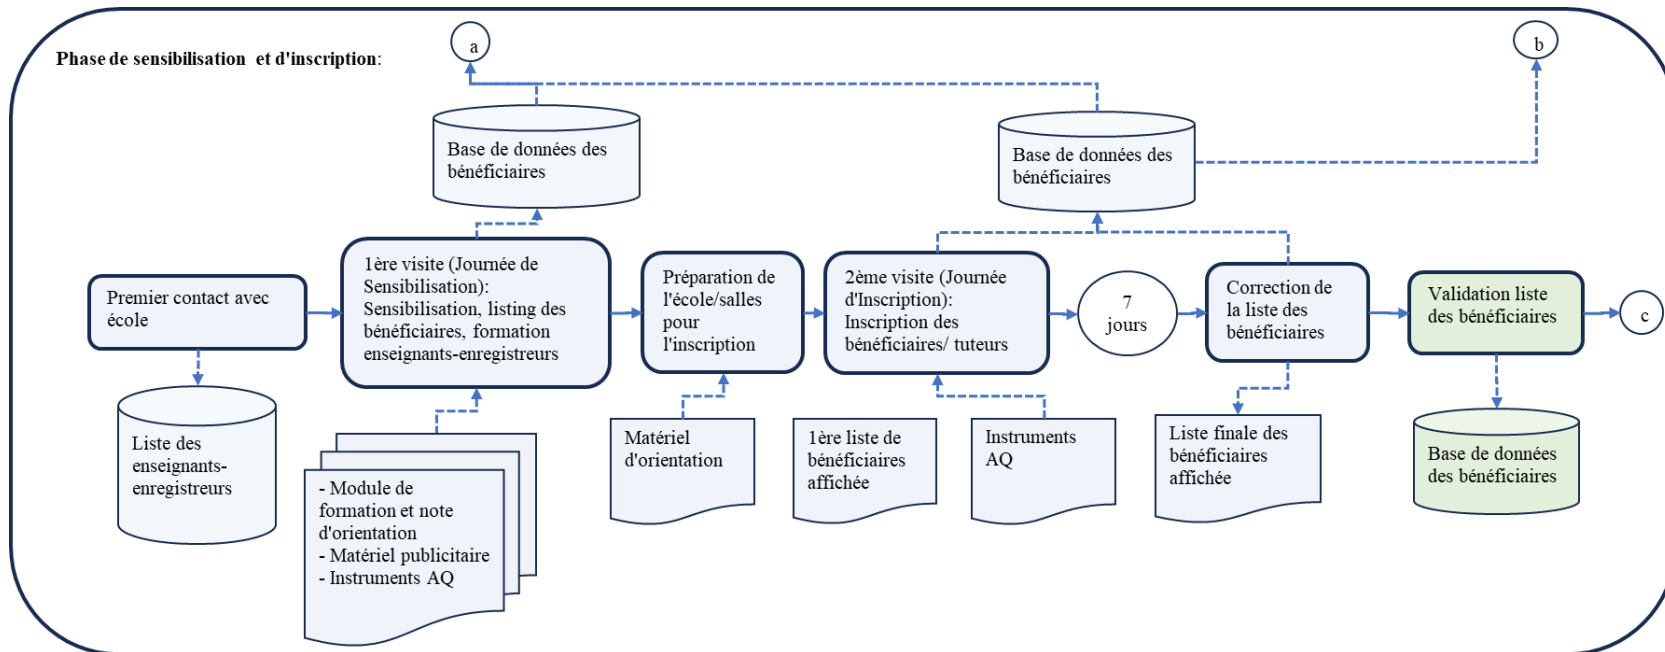 Phase de sensibilisation et d'inscription:
a
b
Base de données des
bénéficiaires
Base de données des
bénéficiaires
Premier contact avec
école
1ère visite (Journée de
Sensibilisation):
Sensibilisation, listing des
bénéficiaires, formation
enseignants-enregistreurs
Préparation de
l'école/salles
pour
l'inscription
2ème visite (Journée
d'Inscription):
Inscription des
bénéficiaires/ tuteurs
7
jours
Correction de
la liste des
bénéficiaires
Validation liste
des bénéficiaires
c
Liste des
enseignants-
enregistreurs
- Module de
formation et note
d'orientation
- Matériel publicitaire
- Instruments AQ
Matériel
d'orientation
1ère liste de
bénéficiaires
affichée
Instruments
AQ
Liste finale des
bénéficiaires
affichée
Base de données
des bénéficiaires